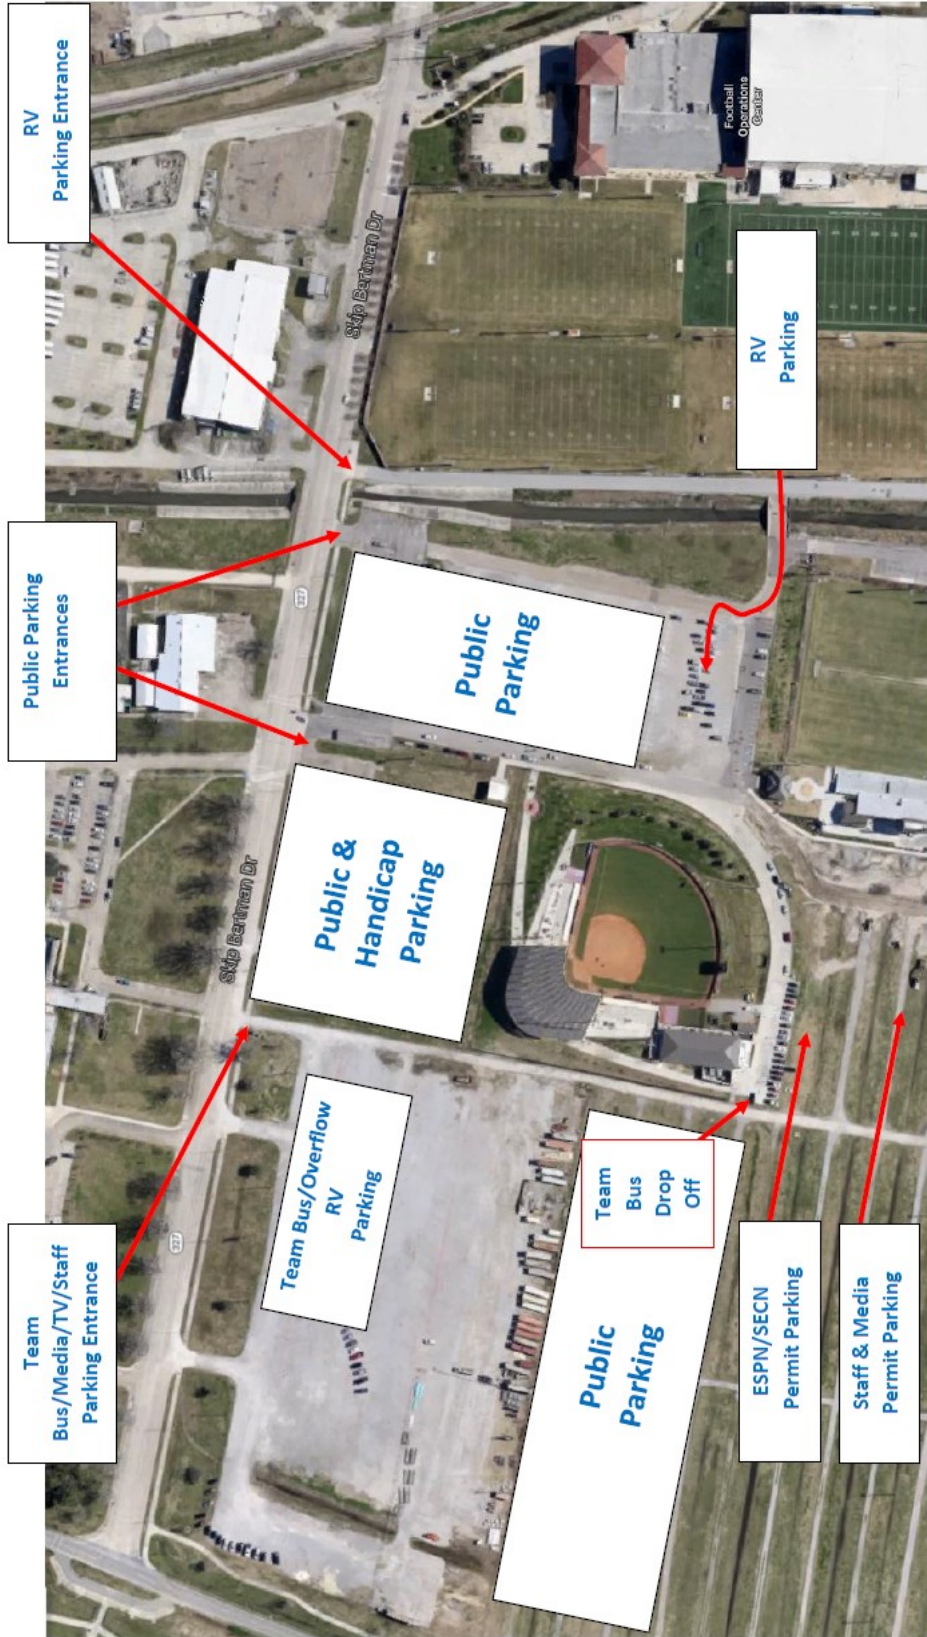 Team
Bus/Media/TV/Staff
Parking Entrance
Public Parking
Entrances
RV
Parking Entrance
Skip Bertman Dr
Skip Bertman Dr
327
327
Team Bus/Overflow
RV
Parking
Public &
Handicap
Parking
Public
Parking
Football
Operations
Center
Public
Parking
Team
Bus
Drop
Off
RV
Parking
ESPN/SECN
Permit Parking
Staff & Media
Permit Parking